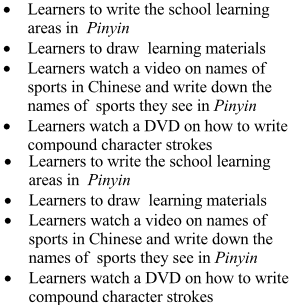 • Learners to write the school learning
areas in Pinyin
• Learners to draw learning materials
• Learners watch a video on names of
sports in Chinese and write down the
names of sports they see in Pinyin
• Learners watch a DVD on how to write
compound character strokes
• Learners to write the school learning
areas in Pinyin
• Learners to draw learning materials
• Learners watch a video on names of
sports in Chinese and write down the
names of sports they see in Pinyin
• Learners watch a DVD on how to write
compound character strokes